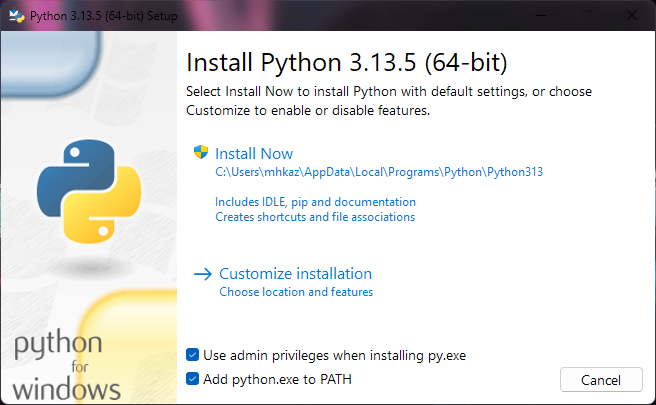 Python 3.13.5 (64-bit) Setup
Install Python 3.13.5 (64-bit)
Select Install Now to install Python with default settings, or choose
Customize to enable or disable features.
Install Now
C:\Users\mhkaz\AppData\Local\Programs\Python\Python313
Includes IDLE, pip and documentation
Creates shortcuts and file associations
Customize installation
Choose location and features
python
for
windows
Use admin privileges when installing py.exe
Add python.exe to PATH
Cancel